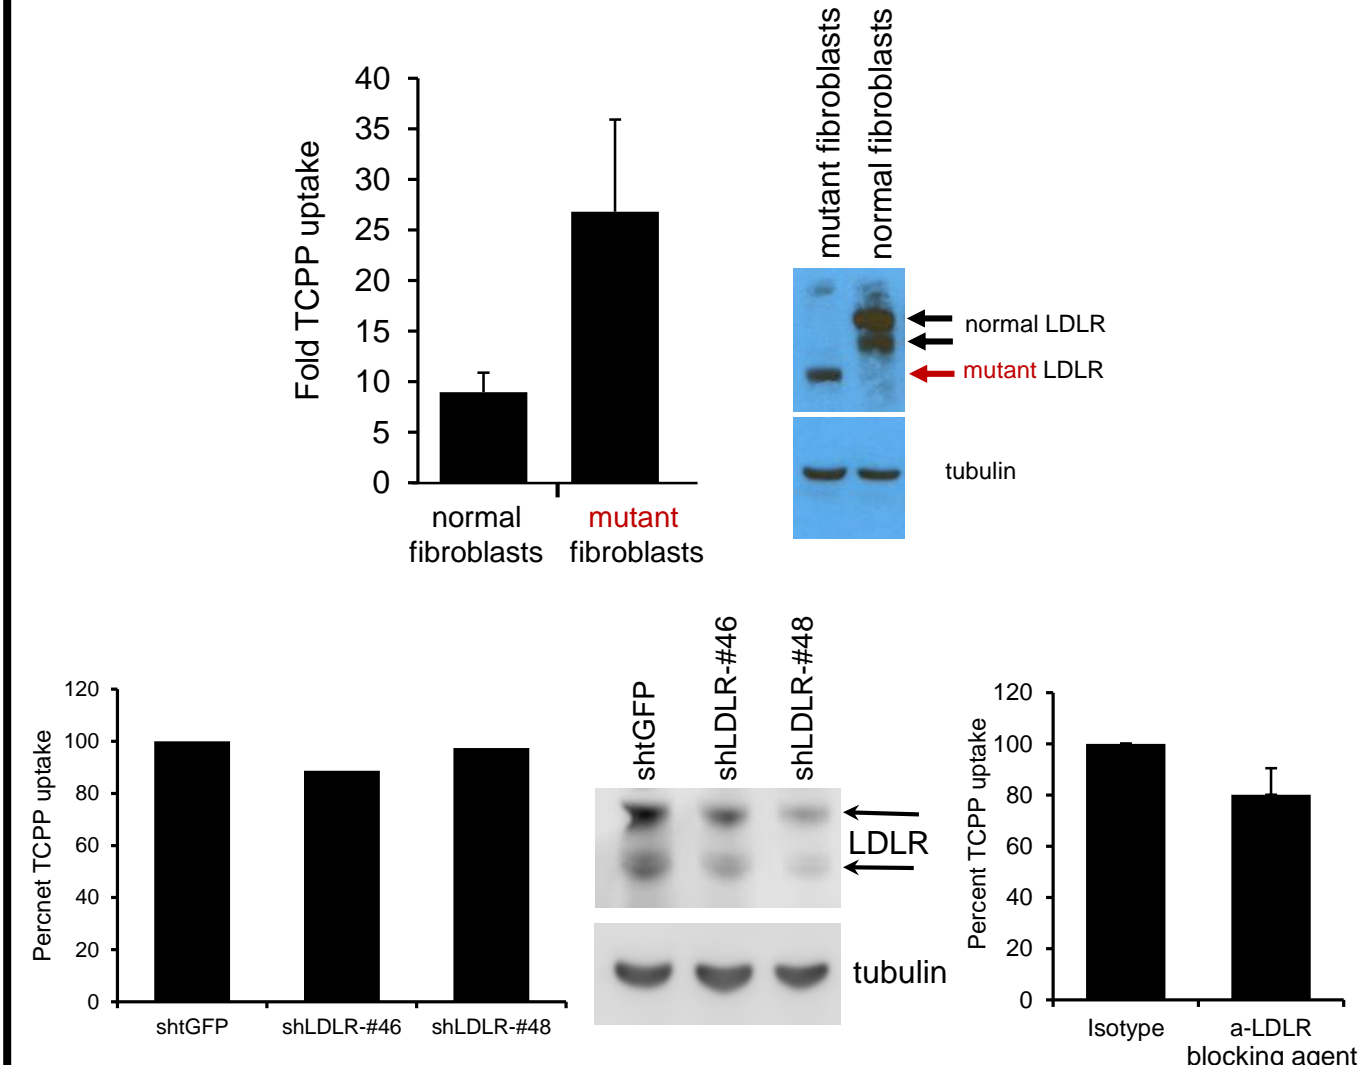 40
35
30
25
20
15
10
5
0
Fold TCPP uptake
normal
fibroblasts
mutant
fibroblasts
mutant fibroblasts
normal fibroblasts
normal LDLR
mutant LDLR
tubulin
120
100
80
60
40
20
0
Percnet TCPP uptake
shtGFP
shLDLR-#46
shLDLR-#48
shtGFP
shLDLR-#46
shLDLR-#48
LDLR
tubulin
120
100
80
60
40
20
0
Percent TCPP uptake
Isotype
a-LDLR
blocking agent